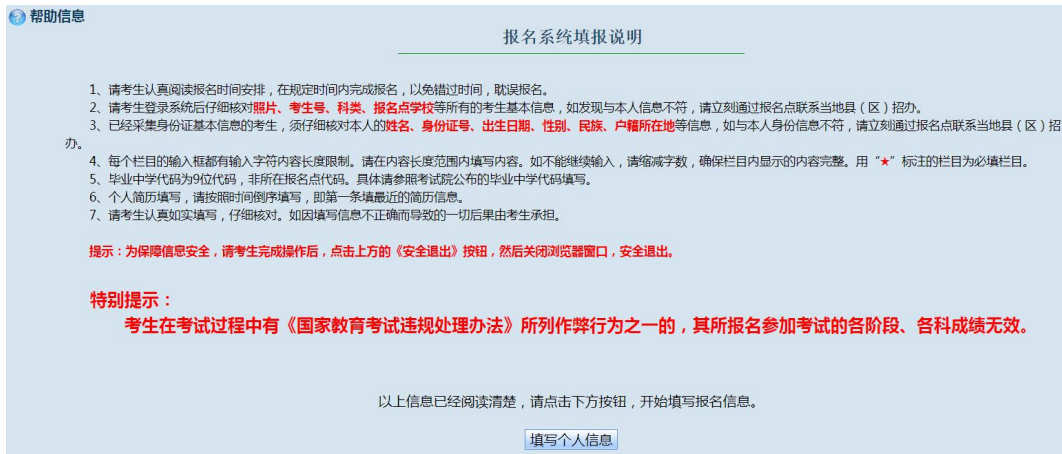 帮助信息
报名系统填报说明
1、请考生认真阅读报名时间安排，在规定时间内完成报名，以免错过时间，耽误报名。
2、请考生登录系统后仔细核对照片、考生号、科类、报名点学校等所有的考生基本信息，如发现与本人信息不符，请立刻通过报名点联系当地县（区）招办。
3、已经采集身份证基本信息的考生，须仔细核对本人的姓名、身份证号、出生日期、性别、民族、户籍所在地等信息，如与本人身份信息不符，请立刻通过报名点联系当地县（区）招
办。
4、每个栏目的输入框都有输入字符内容长度限制。请在内容长度范围内填写内容。如不能继续输入，请缩减字数，确保栏目内显示的内容完整。用“★”标注的栏目为必填栏目。
5、毕业中学代码为9位代码，非所在报名点代码。具体请参照考试院公布的毕业中学代码填写。
6、个人简历填写，请按照时间倒序填写，即第一条填最近的简历信息。
7、请考生认真如实填写，仔细核对。如因填写信息不正确而导致的一切后果由考生承担。
提示：为保障信息安全，请考生完成操作后，点击上方的《安全退出》按钮，然后关闭浏览器窗口，安全退出。
特别提示：
考生在考试过程中有《国家教育考试违规处理办法》所列作弊行为之一的，其所报名参加考试的各阶段、各科成绩无效。
以上信息已经阅读清楚，请点击下方按钮，开始填写报名信息。
填写个人信息